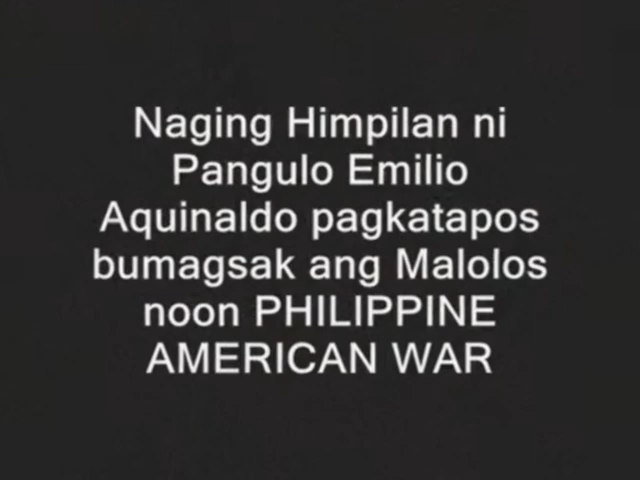 Naging Himpilan ni
Pangulo Emilio
Aquinaldo pagkatapos
bumagsak ang Malolos
noon PHILIPPINE
AMERICAN WAR